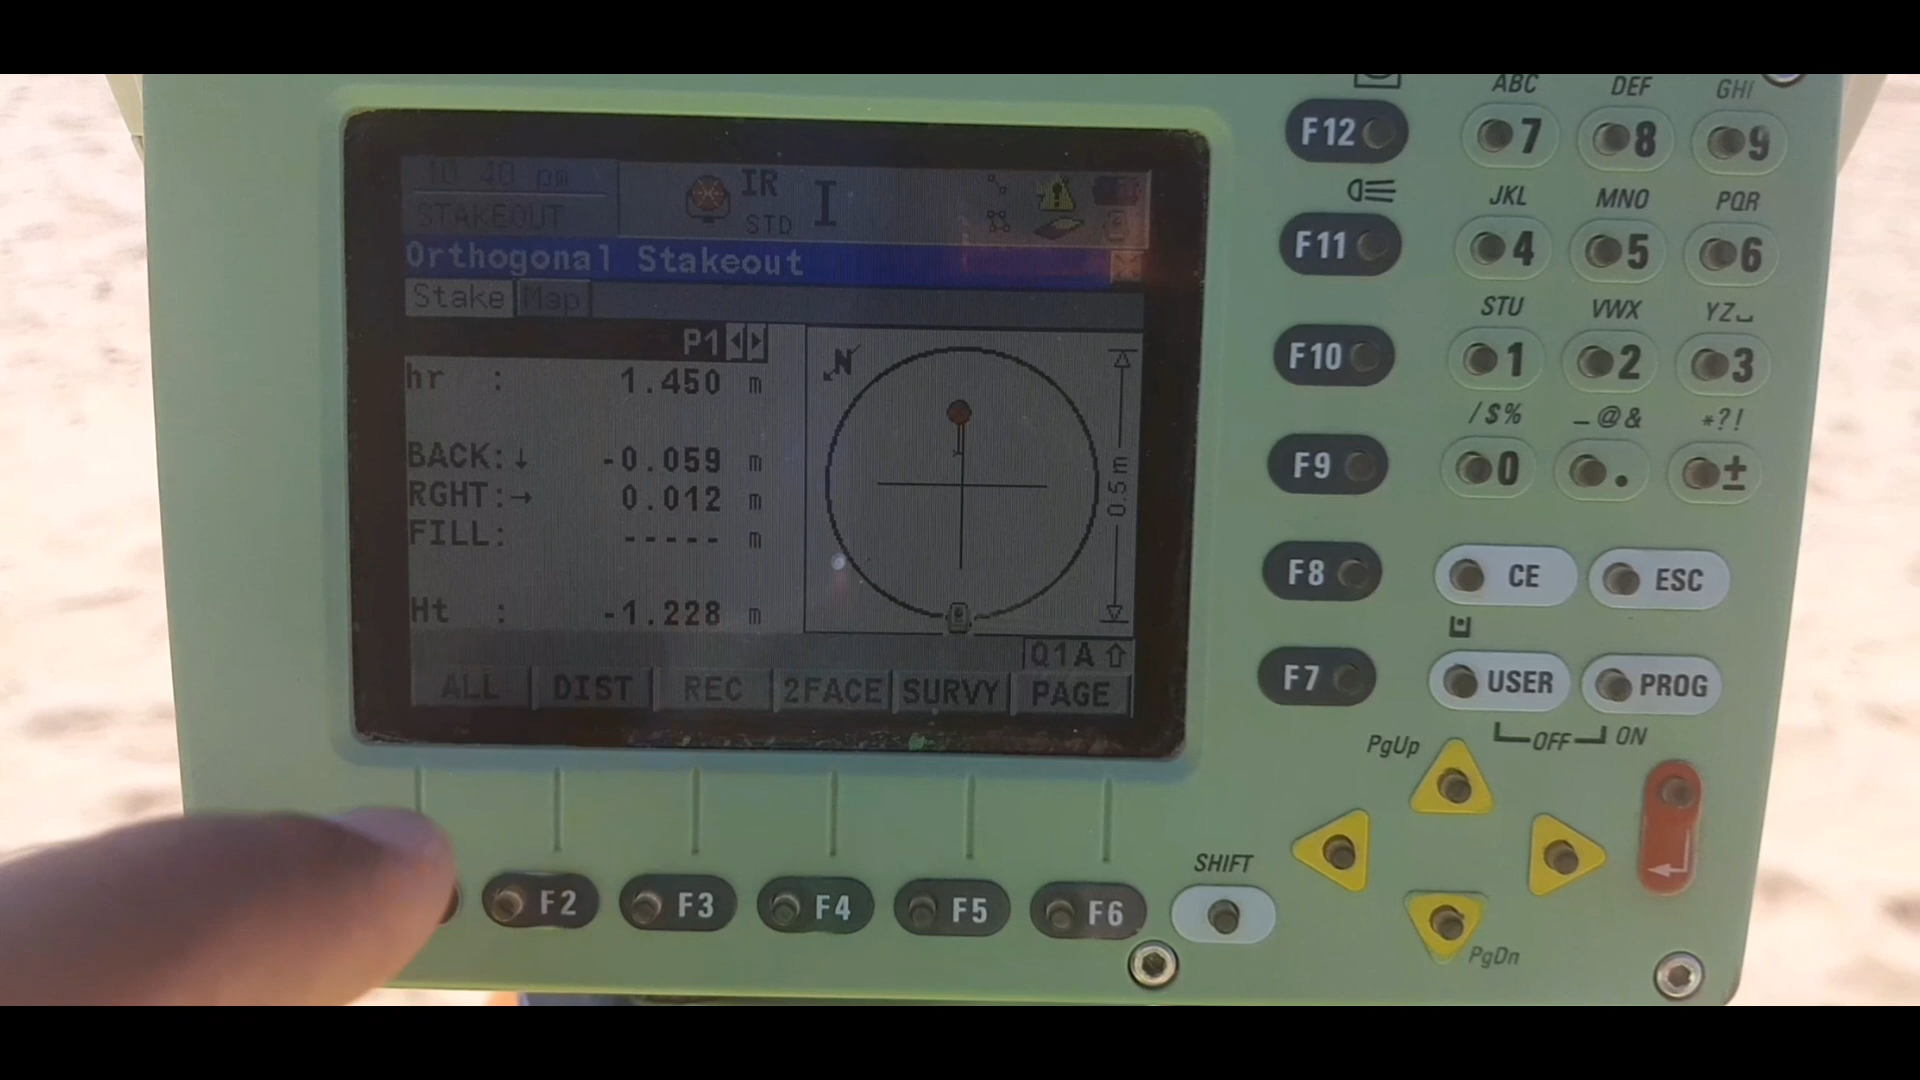 10 40 pm
STAKEOUT
IR
STD
I
Orthogonal Stakeout
Stake Map
P1
hr : 1.450 m
BACK:↓ -0.059 m
RGHT:→ 0.012 m
FILL: ----- m
Ht : -1.228 m
N
0.5m
Q1A
ALL DIST REC 2FACE SURVY PAGE
F12
F11
F10
F9
F8
F7
ABC DEF GHI
7 8 9
JKL MNO PQR
4 5 6
STU VWX YZ⌴
1 2 3
/$% _@& *?!
0 . ±
CE ESC
USER PROG
OFF ON
PgUp
PgDn
SHIFT
F2 F3 F4 F5 F6